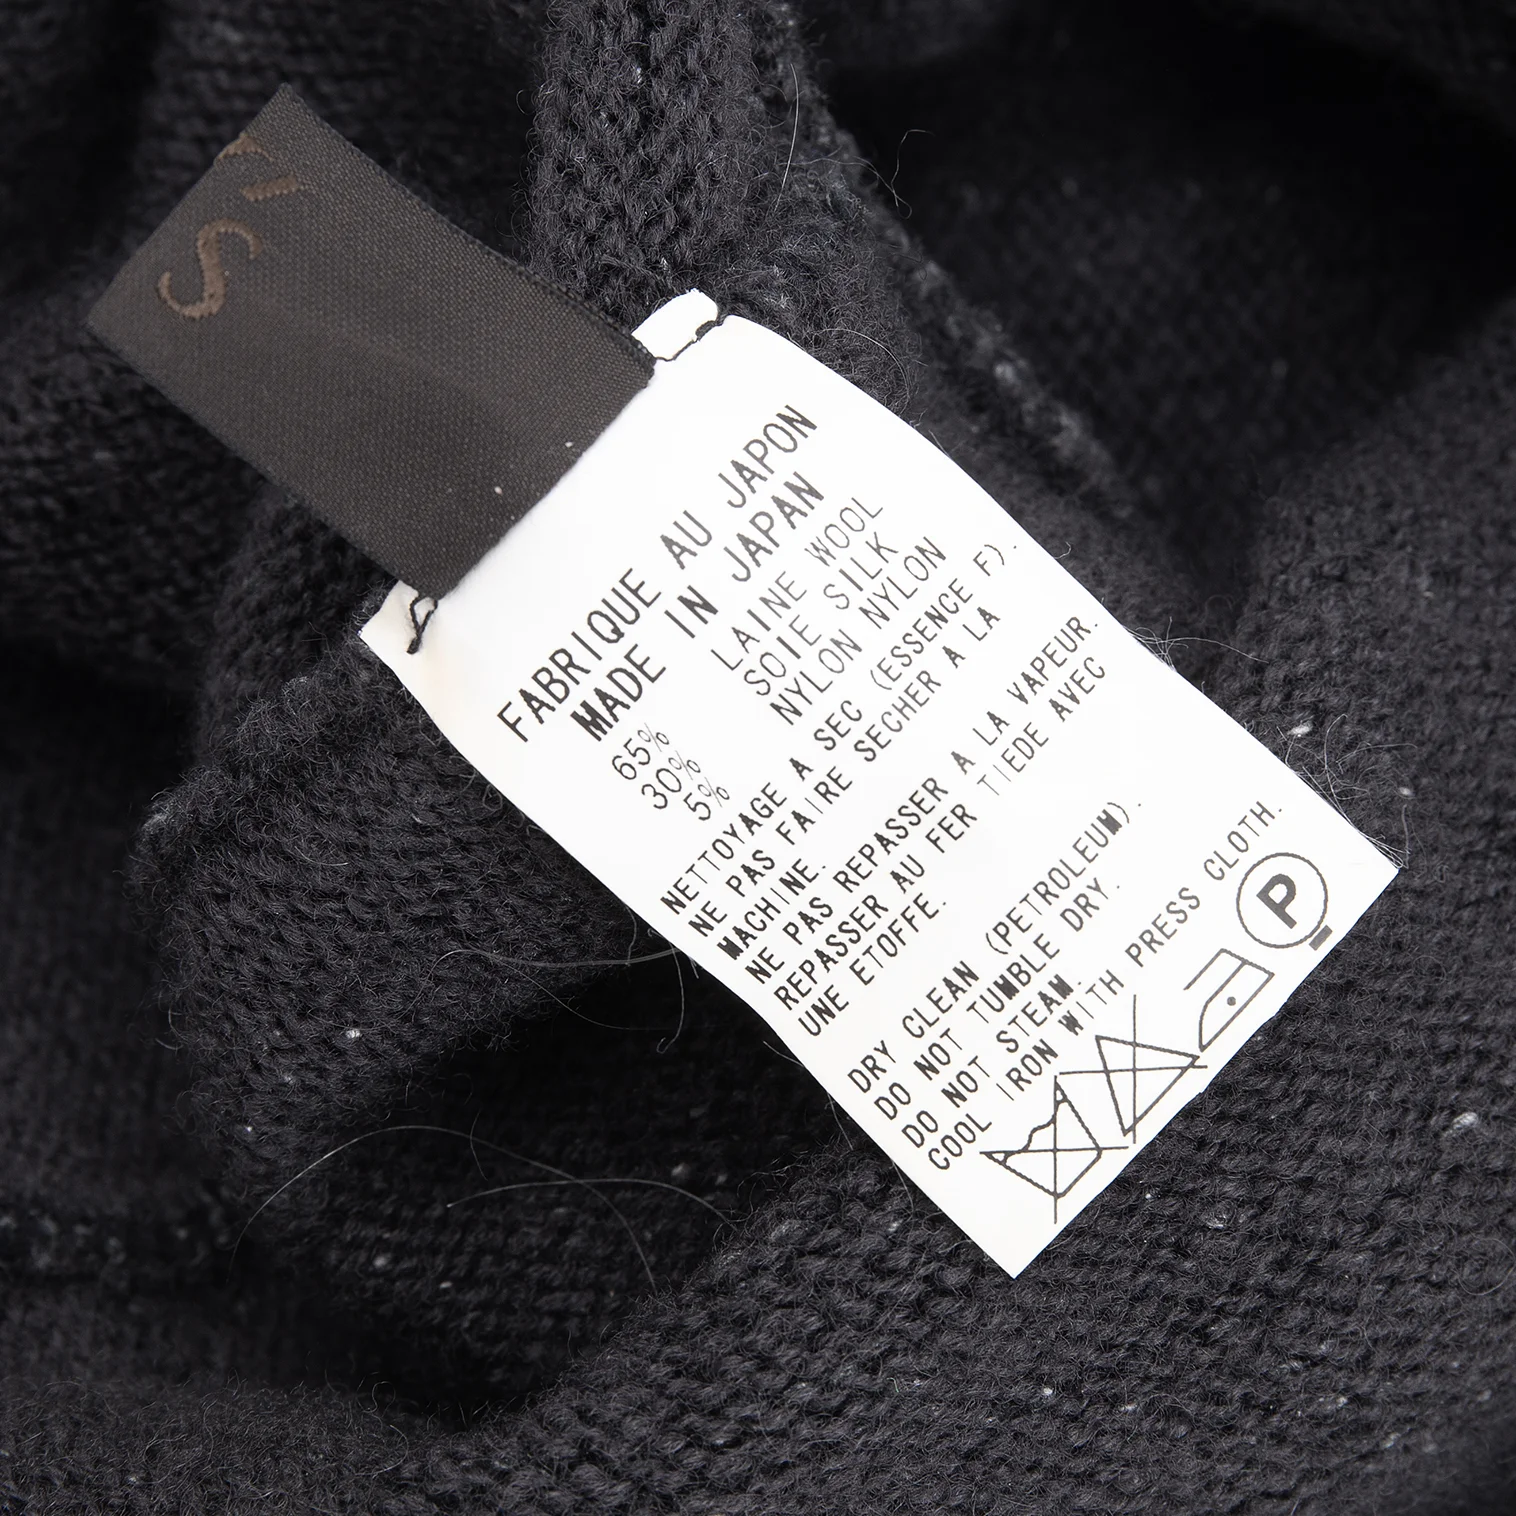 IS
FABRIQUE AU JAPON
MADE IN JAPAN
65% LAINE WOOL
30% SOIE SILK
5% NYLON NYLON
NETTOYAGE A SEC (ESSENCE F).
NE PAS FAIRE SECHER A LA
MACHINE.
NE PAS REPASSER A LA VAPEUR.
REPASSER AU FER TIEDE AVEC
UNE ETOFFE.
DRY CLEAN (PETROLEUM).
DO NOT TUMBLE DRY.
DO NOT STEAM.
COOL IRON WITH PRESS CLOTH.
P